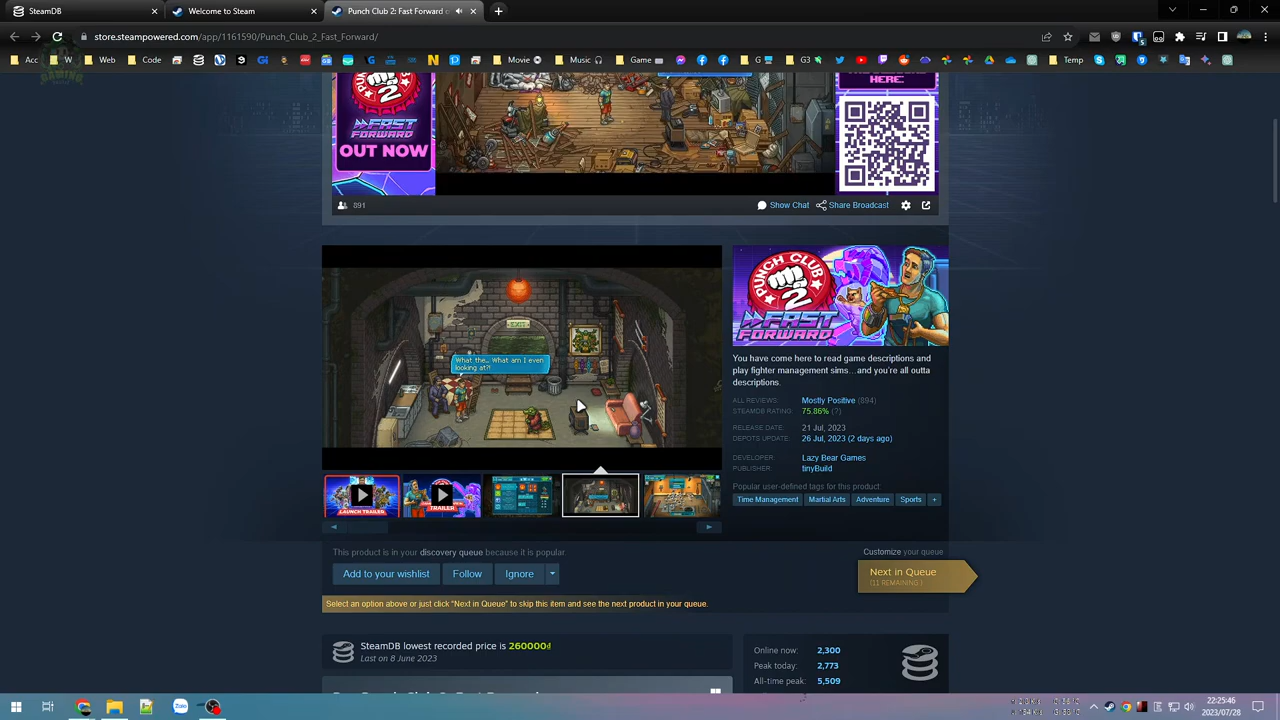 SteamDB
Welcome to Steam
Punch Club 2: Fast Forward
store.steampowered.com/app/1161590/Punch_Club_2_Fast_Forward/
W
Web
Codi
Movie
Music
Game
G
G3
Temp
GAMING
PUNCH CLUB 2
FAST FORWARD
OUT NOW
HERE.
891
Show Chat
Share Broadcast
What the... What am I even
looking at?!
PUNCH CLUB 2
FAST FORWARD
You have come here to read game descriptions and
play fighter management sims…and you're all outta
descriptions.
ALL REVIEWS: Mostly Positive (894)
STEAMDB RATING: 75.86% (?)
RELEASE DATE: 21 Jul, 2023
DEPOTS UPDATE: 26 Jul, 2023 (2 days ago)
DEVELOPER: Lazy Bear Games
PUBLISHER: tinyBuild
Popular user-defined tags for this product:
Time Management Martial Arts Adventure Sports +
LAUNCH TRAILER
TRAILER
This product is in your discovery queue because it is popular
Customize your queue
Add to your wishlist
Follow
Ignore
Next in Queue
(11 REMAINING )
Select an option above or just click "Next in Queue" to skip this item and see the next product in your queue.
SteamDB lowest recorded price is 260000₫
Last on 8 June 2023
Online now: 2,300
Peak today: 2,773
All-time peak: 5,509
Zalo
22:25:46
2023/07/28